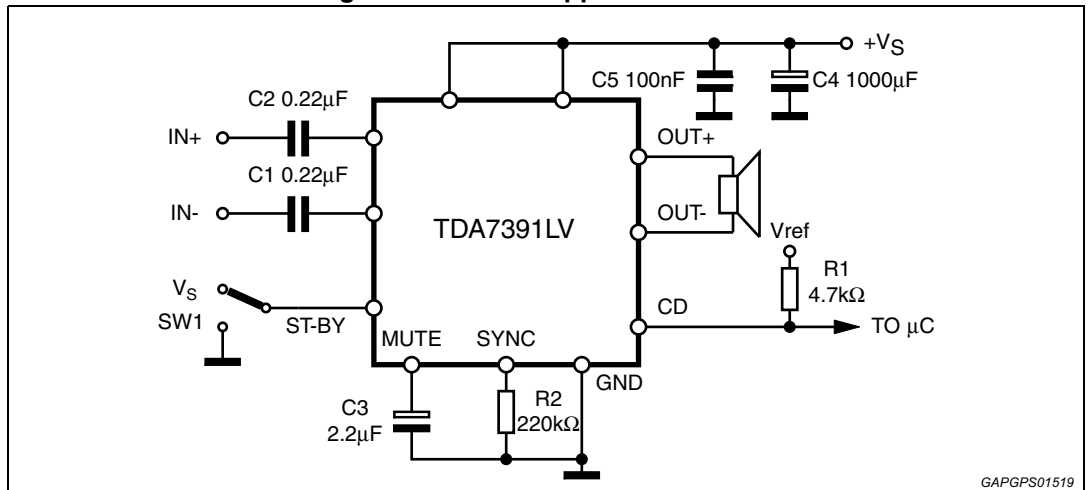 +VS
C5 100nF
C4 1000μF
C2 0.22μF
IN+
OUT+
C1 0.22μF
IN-
TDA7391LV
OUT-
Vref
R1
4.7kΩ
VS
SW1
ST-BY
CD
TO μC
MUTE
SYNC
GND
C3
2.2μF
R2
220kΩ
GAPGPS01519